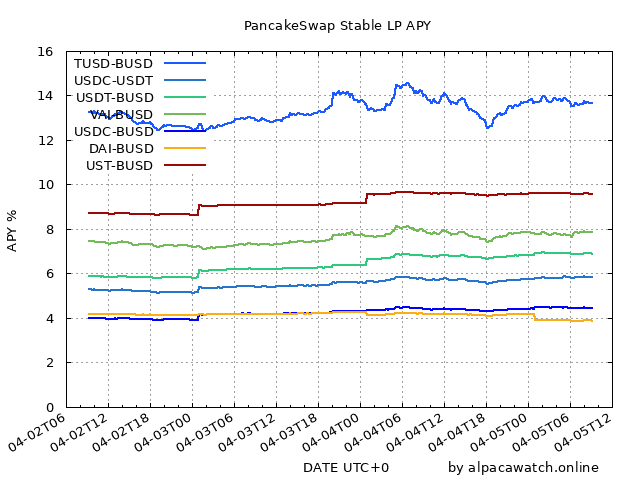 PancakeSwap Stable LP APY
16
14
12
10
8
6
4
2
0
APY %
TUSD-BUSD
USDC-USDT
USDT-BUSD
VAI-BUSD
USDC-BUSD
DAI-BUSD
UST-BUSD
04-02T06
04-02T12
04-02T18
04-03T00
04-03T06
04-03T12
04-03T18
04-04T00
04-04T06
04-04T12
04-04T18
04-05T00
04-05T06
04-05T12
DATE UTC+0
by alpacawatch.online